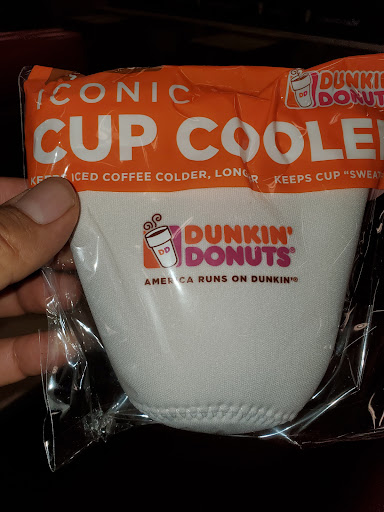 ICONIC
DUNKIN'
DONUTS
CUP COOLE
KEEPS ICED COFFEE COLDER, LONGER KEEPS CUP "SWEAT
DD
DUNKIN'
DONUTS®
AMERICA RUNS ON DUNKIN'®